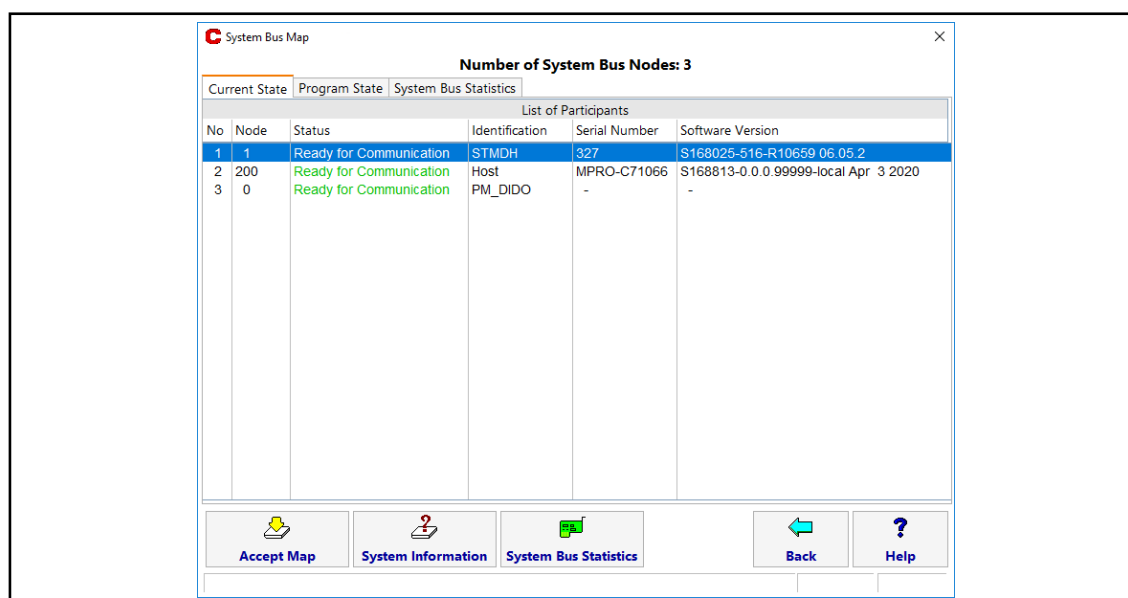 System Bus Map
Number of System Bus Nodes: 3
Current State Program State System Bus Statistics
List of Participants
No Node Status Identification Serial Number Software Version
1 1 Ready for Communication STMDH 327 S168025-516-R10659 06.05.2
2 200 Ready for Communication Host MPRO-C71066 S168813-0.0.0.99999-local Apr 3 2020
3 0 Ready for Communication PM_DIDO - -
Accept Map System Information System Bus Statistics Back Help